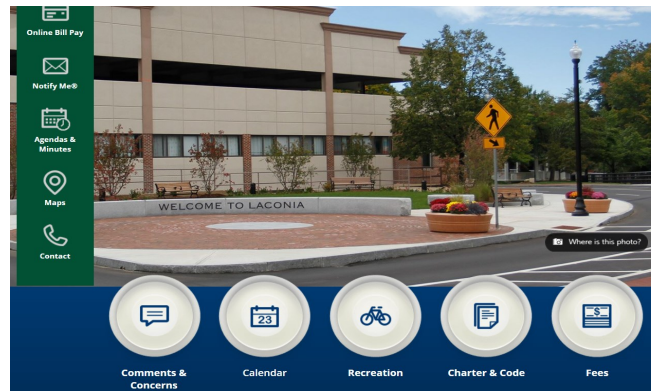 Online Bill Pay
Notify Me®
Agendas &
Minutes
Maps
Contact
WELCOME TO LACONIA
Where is this photo?
23
$
Comments &
Concerns
Calendar
Recreation
Charter & Code
Fees